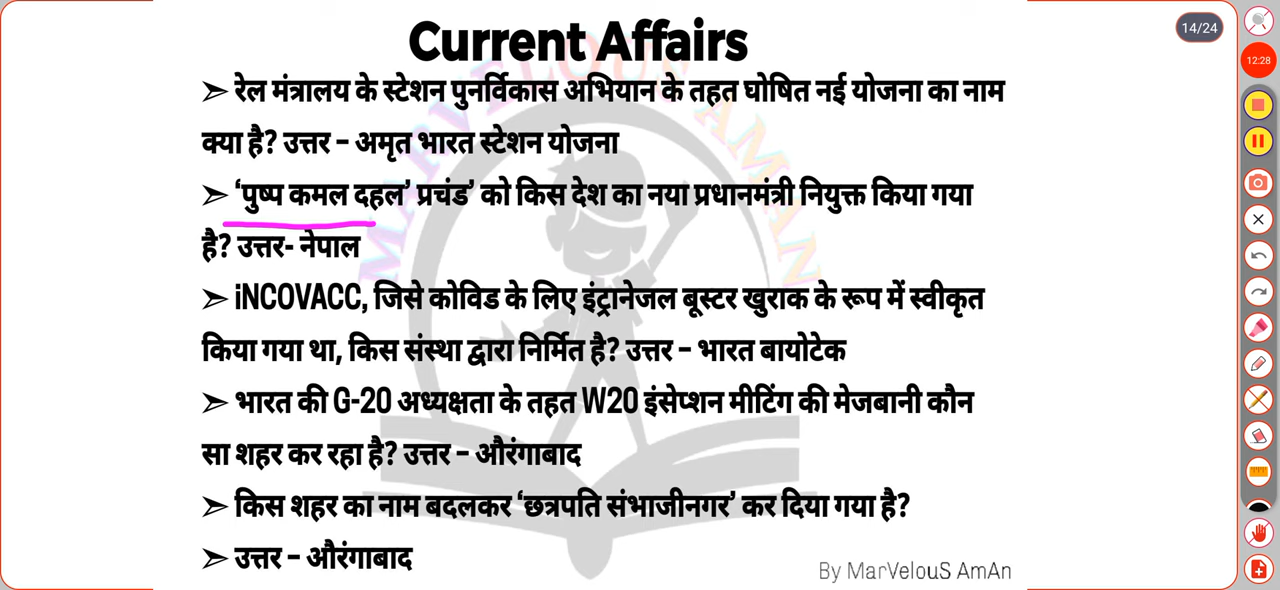 Current Affairs
14/24
12:28
➢ रेल मंत्रालय के स्टेशन पुनर्विकास अभियान के तहत घोषित नई योजना का नाम
क्या है? उत्तर – अमृत भारत स्टेशन योजना
➢ ‘पुष्प कमल दहल’ प्रचंड’ को किस देश का नया प्रधानमंत्री नियुक्त किया गया
है? उत्तर- नेपाल
➢ iNCOVACC, जिसे कोविड के लिए इंट्रानेजल बूस्टर खुराक के रूप में स्वीकृत
किया गया था, किस संस्था द्वारा निर्मित है? उत्तर – भारत बायोटेक
➢ भारत की G-20 अध्यक्षता के तहत W20 इंसेप्शन मीटिंग की मेजबानी कौन
सा शहर कर रहा है? उत्तर – औरंगाबाद
➢ किस शहर का नाम बदलकर ‘छत्रपति संभाजीनगर’ कर दिया गया है?
➢ उत्तर – औरंगाबाद
By MarVelouS AmAn
MARVELOUS AMAN